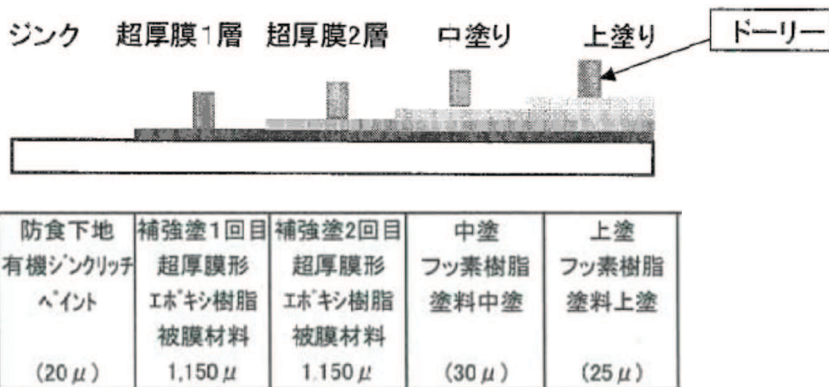 ジンク 超厚膜1層 超厚膜2層 中塗り 上塗り ドーリー
防食下地 補強塗1回目 補強塗2回目 中塗 上塗
有機ジンクリッチ 超厚膜形 超厚膜形 フッ素樹脂 フッ素樹脂
ペイント エポキシ樹脂 エポキシ樹脂 塗料中塗 塗料上塗
被膜材料 被膜材料
(20μ) 1,150μ 1.150μ (30μ) (25μ)